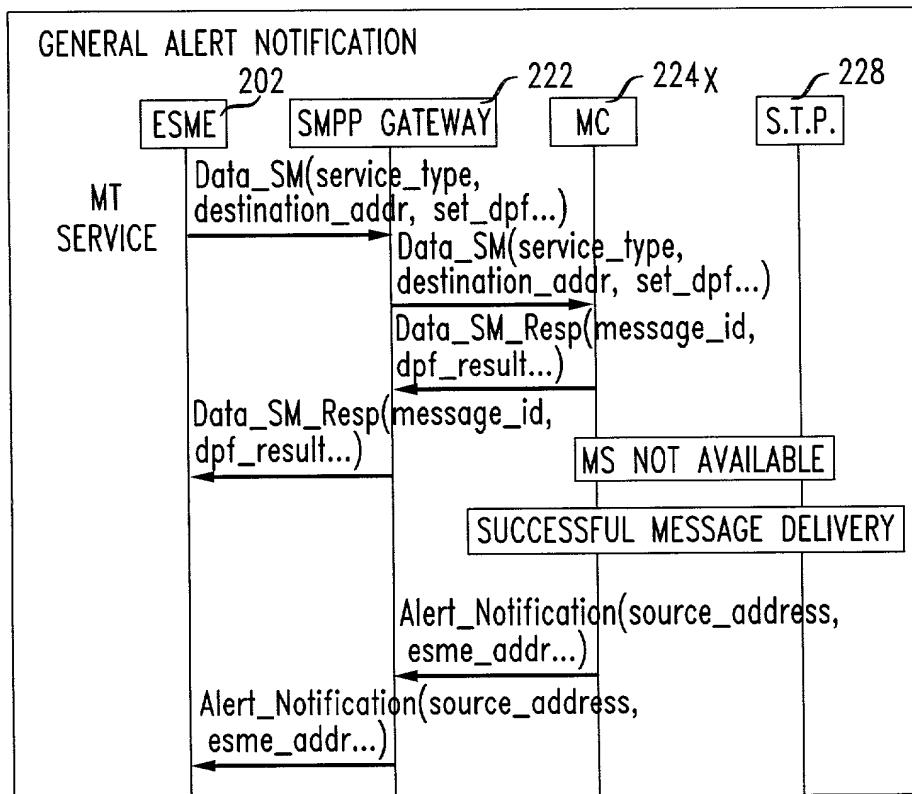 GENERAL ALERT NOTIFICATION
202
222
224X
228
ESME
SMPP GATEWAY
MC
S.T.P.
MT
SERVICE
Data_SM(service_type,
destination_addr, set_dpf...)
Data_SM(service_type,
destination_addr, set_dpf...)
Data_SM_Resp(message_id,
dpf_result...)
Data_SM_Resp(message_id,
dpf_result...)
MS NOT AVAILABLE
SUCCESSFUL MESSAGE DELIVERY
Alert_Notification(source_address,
esme_addr...)
Alert_Notification(source_address,
esme_addr...)